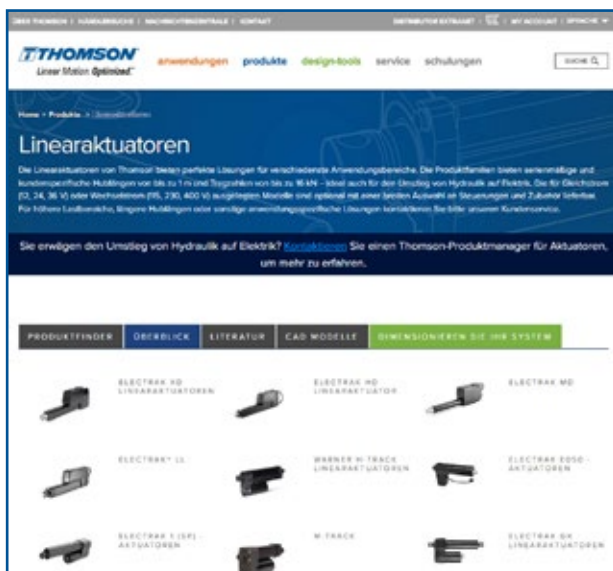 ÜBER THOMSON | HÄNDLERSUCHE | NACHRICHTENZENTRALE | KONTAKT DISTRIBUTOR EXTRANET | MY ACCOUNT | SPRACHE
THOMSON
Linear Motion. Optimized.™
anwendungen produkte design-tools service schulungen SUCHE
Home > Produkte > Linearaktuatoren
Linearaktuatoren
Die Linearaktuatoren von Thomson bieten perfekte Lösungen für verschiedenste Anwendungsbereiche. Die Produktfamilien bieten serienmäßige und
kundenspezifische Hublängen von bis zu 1 m und Tragzahlen von bis zu 16 kN – ideal auch für den Umstieg von Hydraulik auf Elektrik. Die für Gleichstrom
(12, 24, 36 V) oder Wechselstrom (115, 230, 400 V) ausgelegten Modelle sind optional mit einer breiten Auswahl an Steuerungen und Zubehör lieferbar.
Für höhere Lastbereiche, längere Hublängen oder sonstige anwendungsspezifische Lösungen kontaktieren Sie bitte unseren Kundenservice.
Sie erwägen den Umstieg von Hydraulik auf Elektrik? Kontaktieren Sie einen Thomson-Produktmanager für Aktuatoren,
um mehr zu erfahren.
PRODUKTFINDER ÜBERBLICK LITERATUR CAD MODELLE DIMENSIONIEREN SIE IHR SYSTEM
ELECTRAK XD
LINEARAKTUATOREN
ELECTRAK HD
LINEARAKTUATOR
ELECTRAK MD
ELECTRAK® LL
WARNER H-TRACK
LINEARAKTUATOREN
ELECTRAK E050 -
AKTUATOREN
ELECTRAK 1 (SP) -
AKTUATOREN
M-TRACK
ELECTRAK GX
LINEARAKTUATOREN